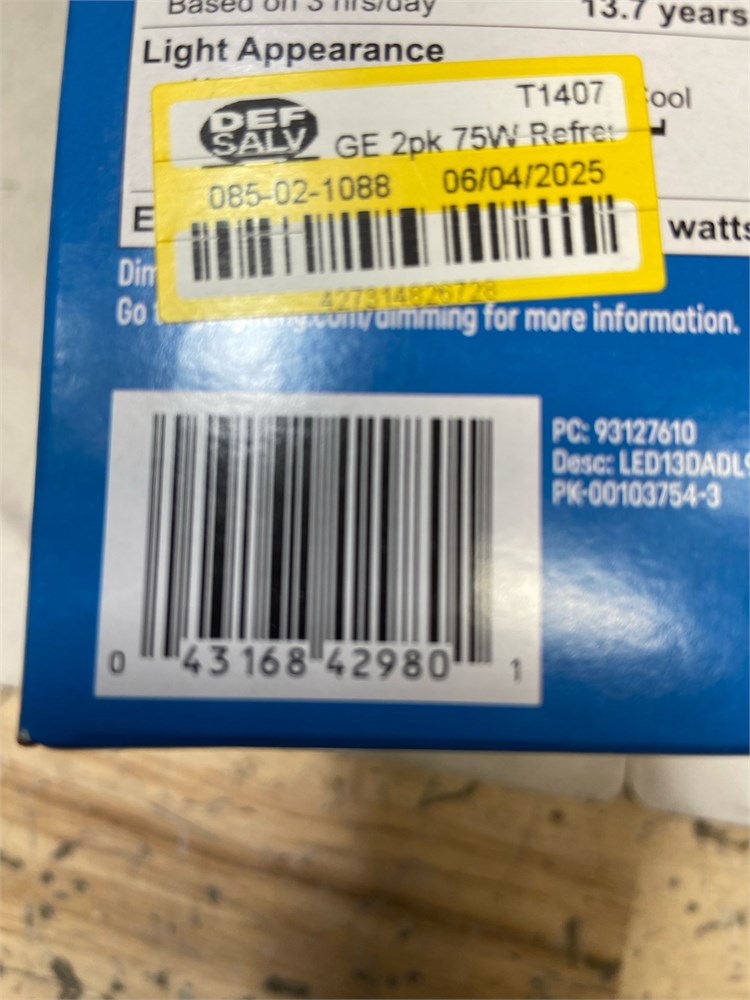 Based on 3 hrs/day
13.7 years
Light Appearance
T1407
Cool
DEF
SALV
GE 2pk 75W Refre
085-02-1088 06/04/2025
E
watts
427314826728
Dim
Go
.com/dimming for more information.
PC: 93127610
Desc: LED13DADLS
PK-00103754-3
0 43168 42980 1